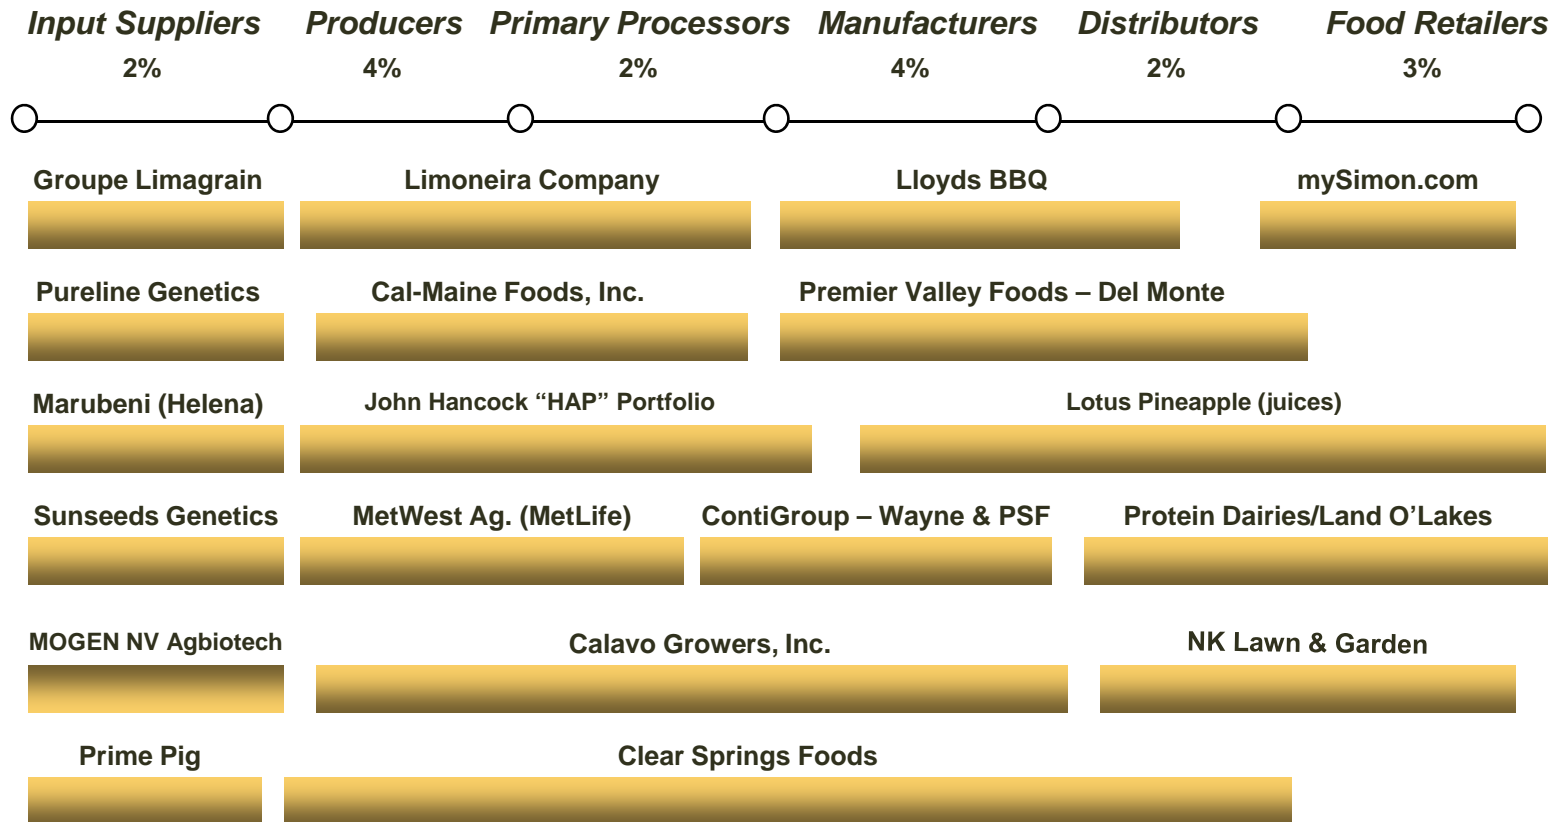 Input Suppliers Producers Primary Processors Manufacturers Distributors Food Retailers
2% 4% 2% 4% 2% 3%
Groupe Limagrain Limoneira Company Lloyds BBQ mySimon.com
Pureline Genetics Cal-Maine Foods, Inc. Premier Valley Foods – Del Monte
Marubeni (Helena) John Hancock “HAP” Portfolio Lotus Pineapple (juices)
Sunseeds Genetics MetWest Ag. (MetLife) ContiGroup – Wayne & PSF Protein Dairies/Land O’Lakes
MOGEN NV Agbiotech Calavo Growers, Inc. NK Lawn & Garden
Prime Pig Clear Springs Foods